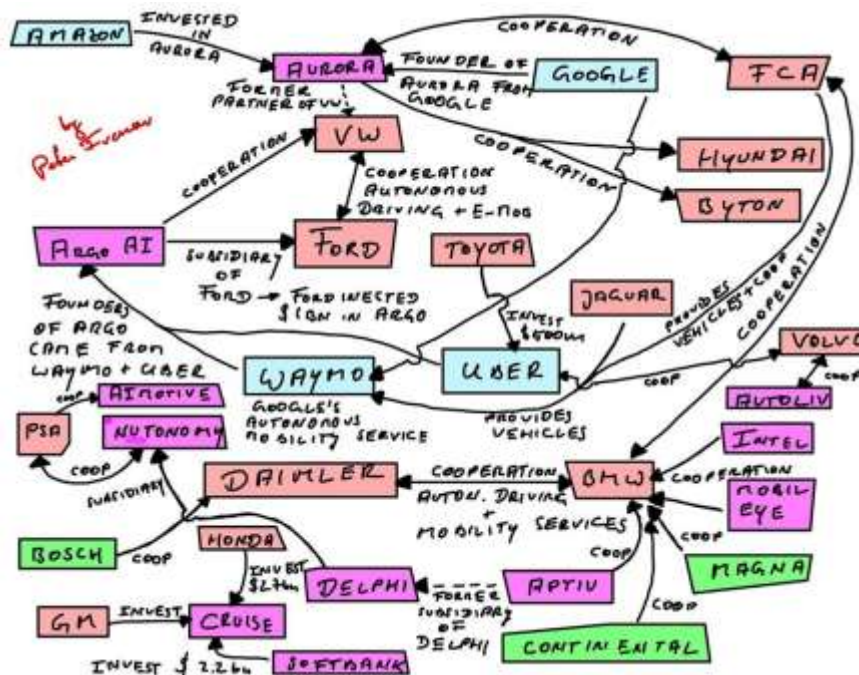 AMAZON
INVESTED
IN
AURORA
AURORA
COOPERATION
FOUNDER OF
AURORA FROM
GOOGLE
GOOGLE
FCA
FORMER
PARTNER OF VW
VW
by
Peter
COOPERATION
COOPERATION
HYUNDAI
BYTON
COOPERATION
AUTONOMOUS
DRIVING + E-MOB
ARGO AI
FORD
SUBSIDIARY
OF
FORD → FORD INESTED
$1BN IN ARGO
TOYOTA
INVEST
$500M
JAGUAR
PROVIDES
VEHICLES + COOP
COOPERATION
FOUNDERS
OF ARGO
CAME FROM
WAYMO + UBER
WAYMO
GOOGLE'S
AUTONOMOUS
MOBILITY SERVICE
UBER
PROVIDES
VEHICLES
COOP
VOLVO
COOP
AUTOLIV
COOP
AIMOTIVE
PSA
NUTONOMY
COOP
SUBSIDIARY
DAIMLER
COOPERATION
AUTON. DRIVING
+
MOBILITY SERVICES
BMW
INTEL
COOPERATION
MOBIL
EYE
BOSCH
COOP
HONDA
INVEST
DELPHI
FORMER
SUBSIDIARY
OF
DELPHI
APTIV
COOP
MAGNA
COOP
GM
INVEST
CRUISE
CONTINENTAL
INVEST $ 2.2bn
SOFTBANK